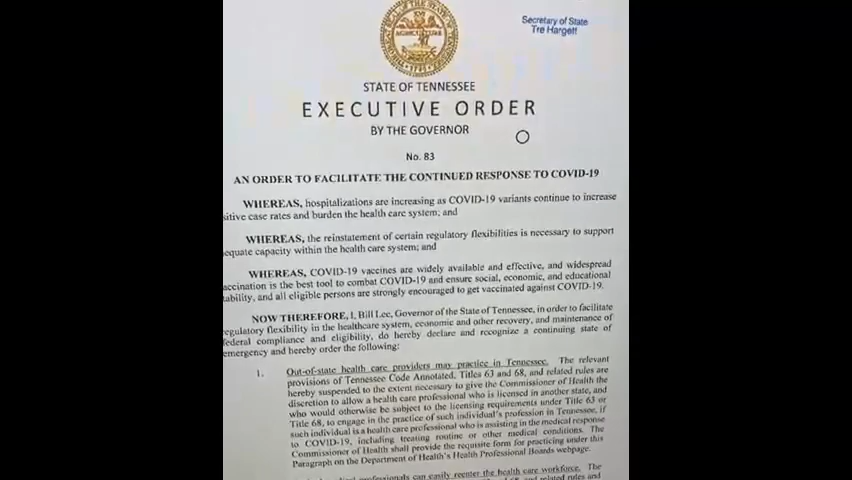 AGRICULTURE
Secretary of State
Tre Hargett
STATE OF TENNESSEE
EXECUTIVE ORDER
BY THE GOVERNOR
No. 83
AN ORDER TO FACILITATE THE CONTINUED RESPONSE TO COVID-19
WHEREAS, hospitalizations are increasing as COVID-19 variants continue to increase
sitive case rates and burden the health care system; and
WHEREAS, the reinstatement of certain regulatory flexibilities is necessary to support
equate capacity within the health care system; and
WHEREAS, COVID-19 vaccines are widely available and effective, and widespread
accination is the best tool to combat COVID-19 and ensure social, economic, and educational
tability, and all eligible persons are strongly encouraged to get vaccinated against COVID-19.
NOW THEREFORE, I, Bill Lee, Governor of the State of Tennessee, in order to facilitate
regulatory flexibility in the healthcare system, economic and other recovery, and maintenance of
federal compliance and eligibility, do hereby declare and recognize a continuing state of
emergency and hereby order the following:
1. Out-of-state health care providers may practice in Tennessee. The relevant
provisions of Tennessee Code Annotated, Titles 63 and 68, and related rules are
hereby suspended to the extent necessary to give the Commissioner of Health the
discretion to allow a health care professional who is licensed in another state, and
who would otherwise be subject to the licensing requirements under Title 63 or
Title 68, to engage in the practice of such individual's profession in Tennessee, if
such individual is a health care professional who is assisting in the medical response
to COVID-19, including treating routine or other medical conditions. The
Commissioner of Health shall provide the requisite form for practicing under this
Paragraph on the Department of Health's Health Professional Boards webpage.
professionals can easily reenter the health care workforce. The
68, and related rules and